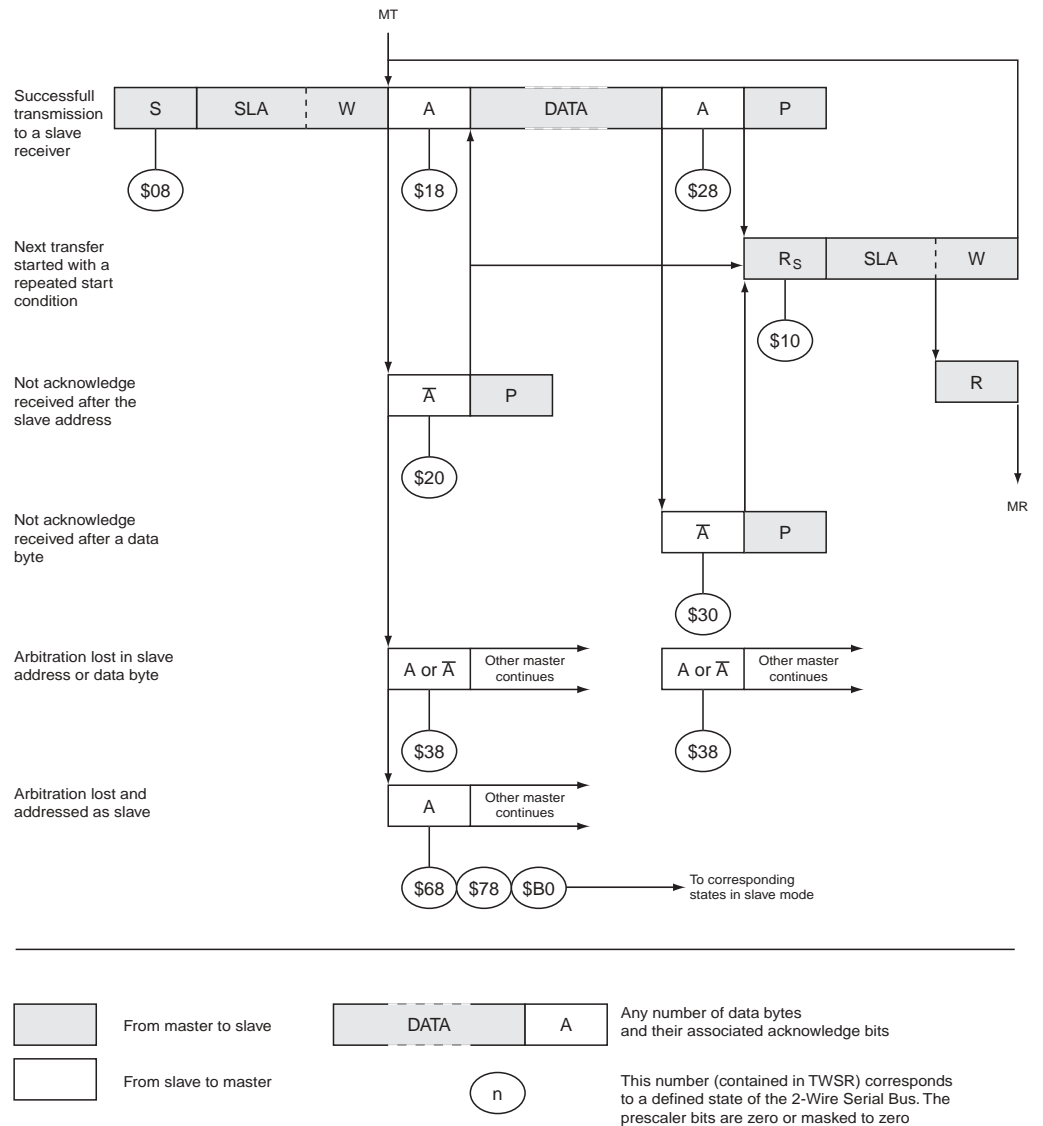 MT
Successfull
transmission
to a slave
receiver
S SLA W A DATA A P
$08 $18 $28
Next transfer
started with a
repeated start
condition
RS SLA W
$10
Not acknowledge
received after the
slave address
A̅ P
R
$20
MR
Not acknowledge
received after a data
byte
A̅ P
$30
Arbitration lost in slave
address or data byte
A or A̅
Other master
continues
A or A̅
Other master
continues
$38 $38
Arbitration lost and
addressed as slave
A
Other master
continues
$68 $78 $B0
To corresponding
states in slave mode
From master to slave
DATA A
Any number of data bytes
and their associated acknowledge bits
From slave to master
n
This number (contained in TWSR) corresponds
to a defined state of the 2-Wire Serial Bus. The
prescaler bits are zero or masked to zero